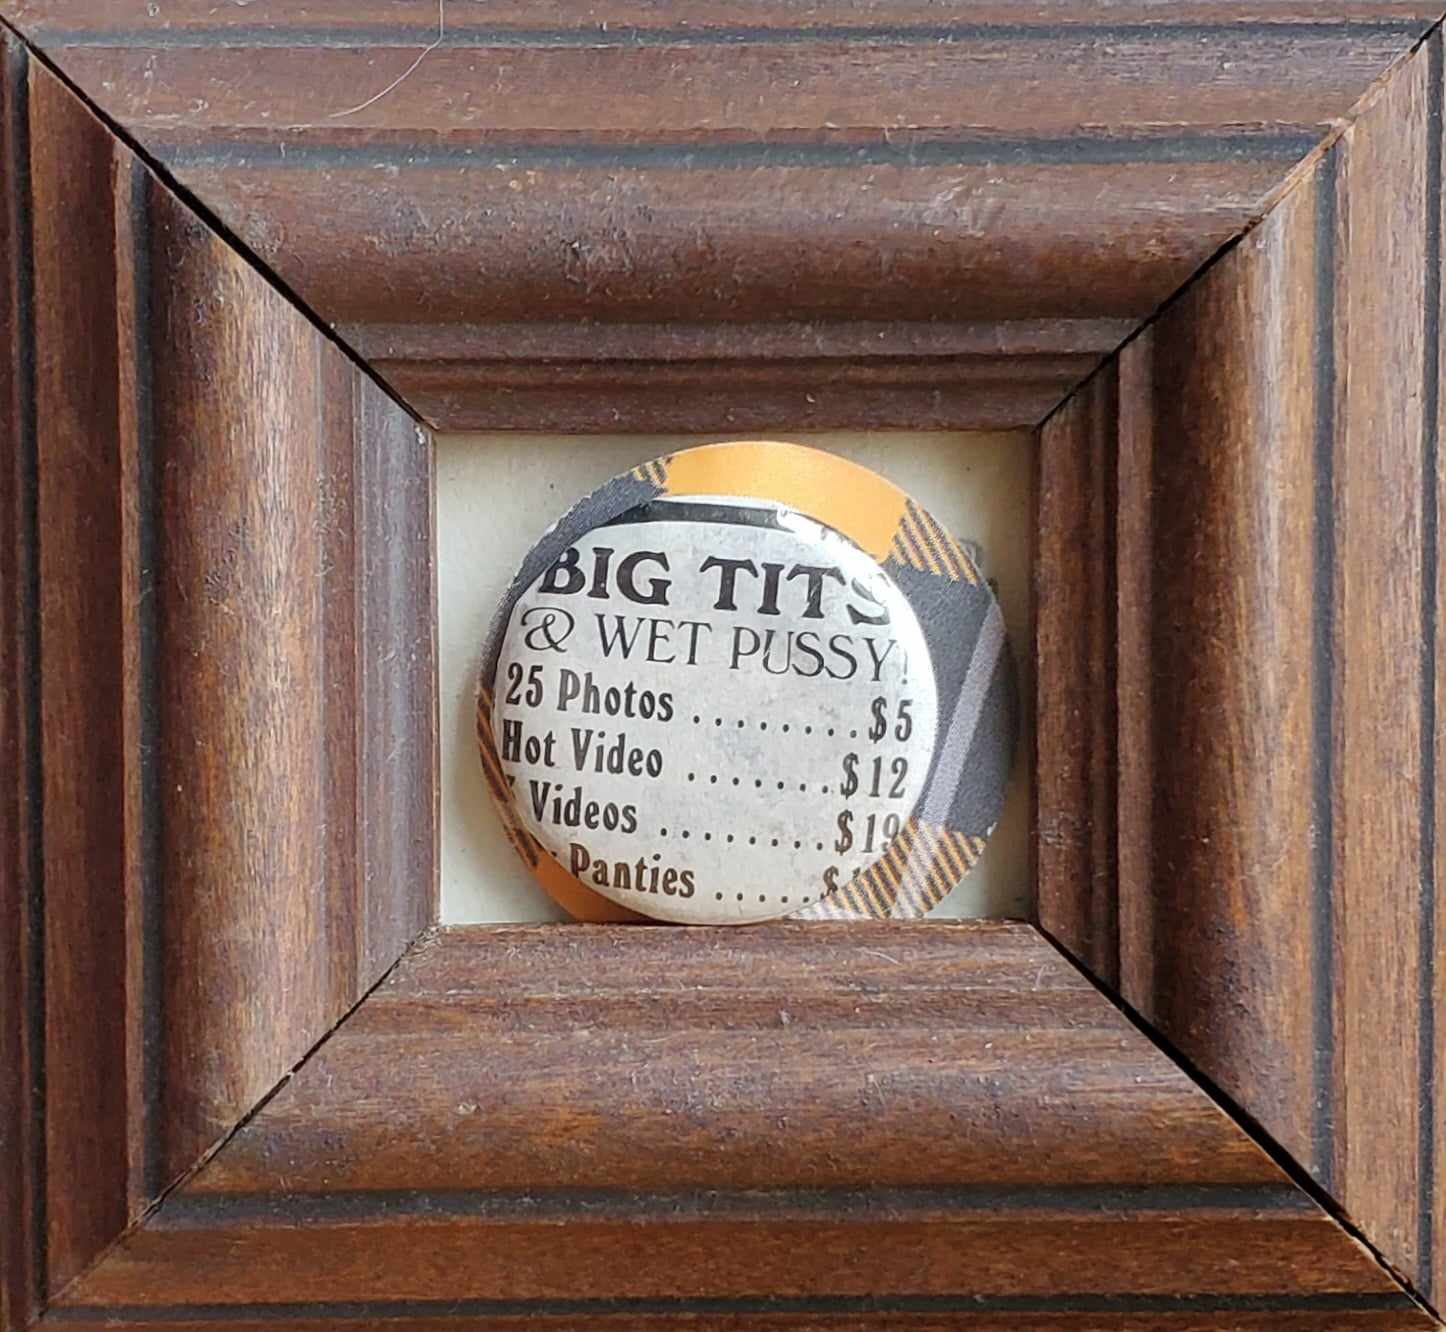 BIG TITS
& WET PUSSY!
25 Photos ........ $5
Hot Video ....... $12
Videos ........ $19
Panties ..... $